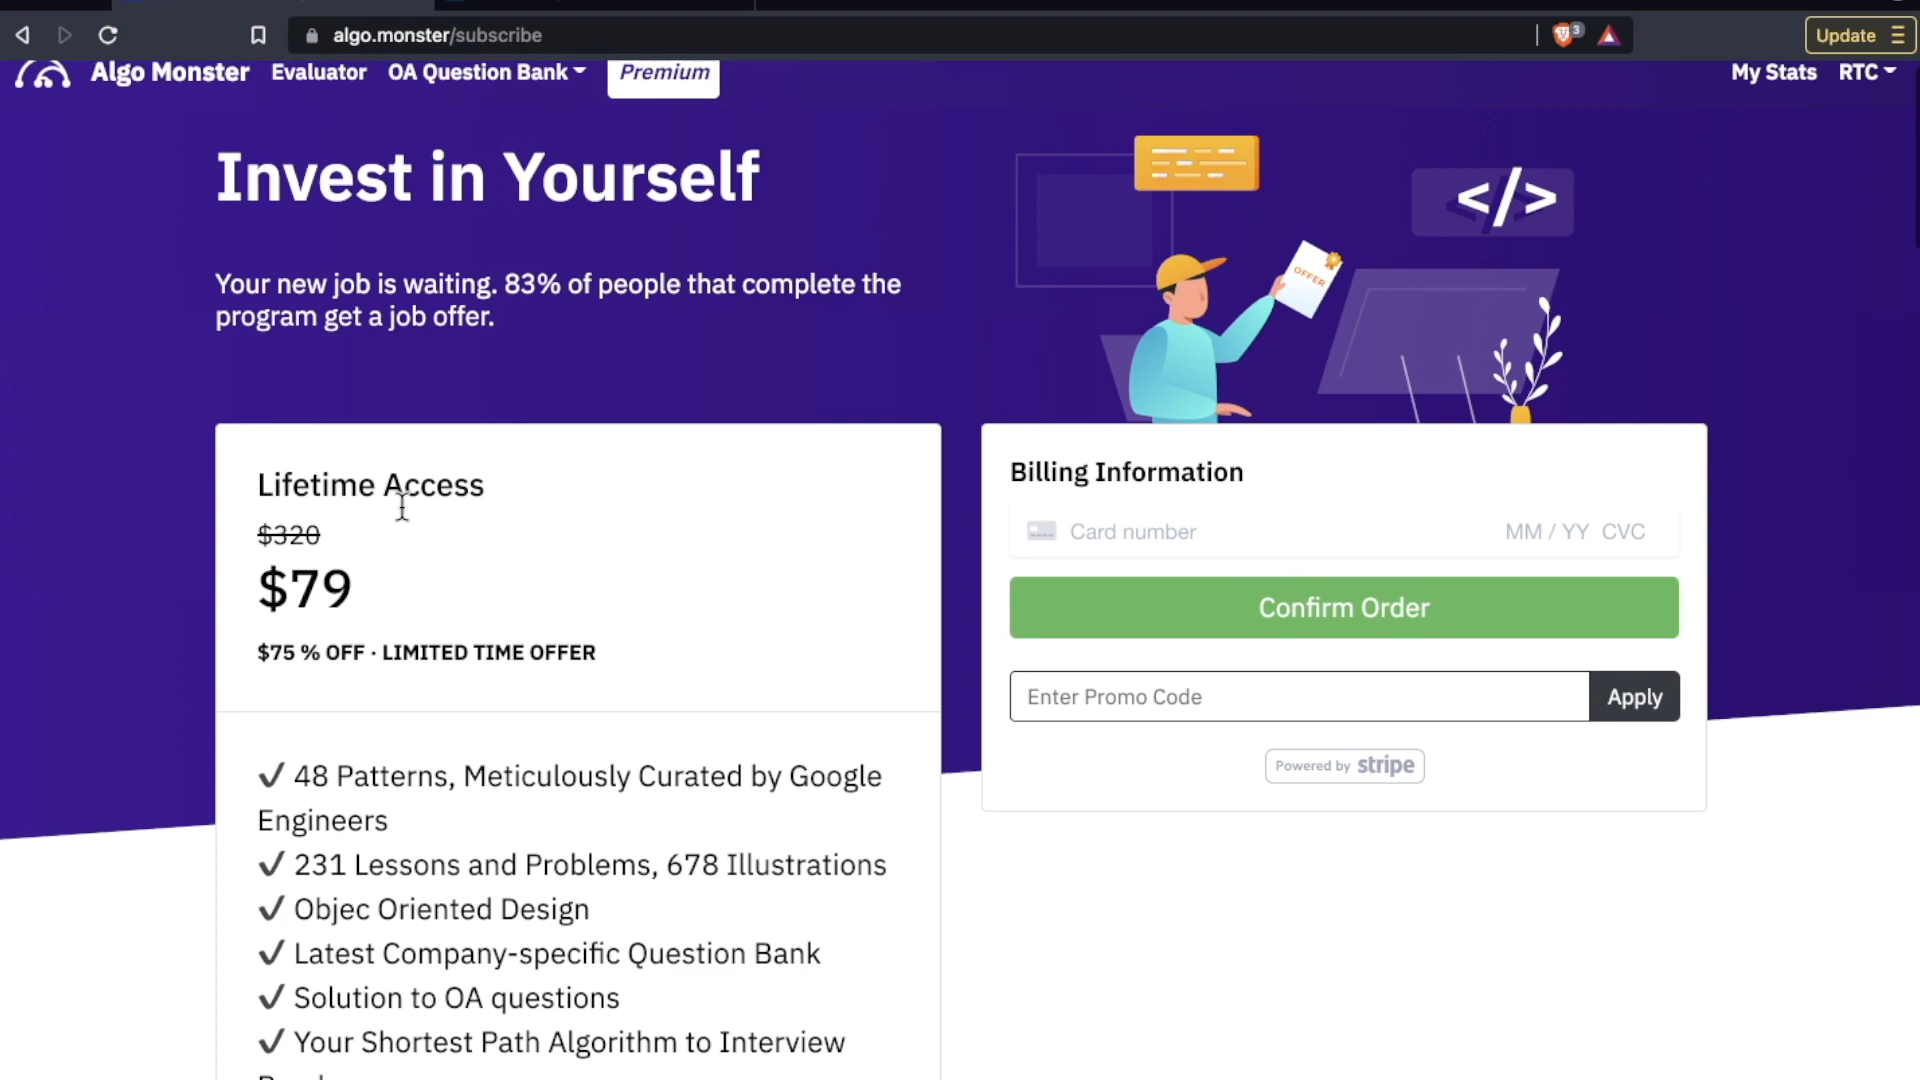 algo.monster/subscribe
3
Update
Algo Monster Evaluator OA Question Bank Premium My Stats RTC
Invest in Yourself
</>
OFFER
Your new job is waiting. 83% of people that complete the
program get a job offer.
Lifetime Access
$320
$79
$75 % OFF · LIMITED TIME OFFER
Billing Information
Card number MM / YY CVC
Confirm Order
Enter Promo Code Apply
Powered by stripe
✓ 48 Patterns, Meticulously Curated by Google
Engineers
✓ 231 Lessons and Problems, 678 Illustrations
✓ Objec Oriented Design
✓ Latest Company-specific Question Bank
✓ Solution to OA questions
✓ Your Shortest Path Algorithm to Interview